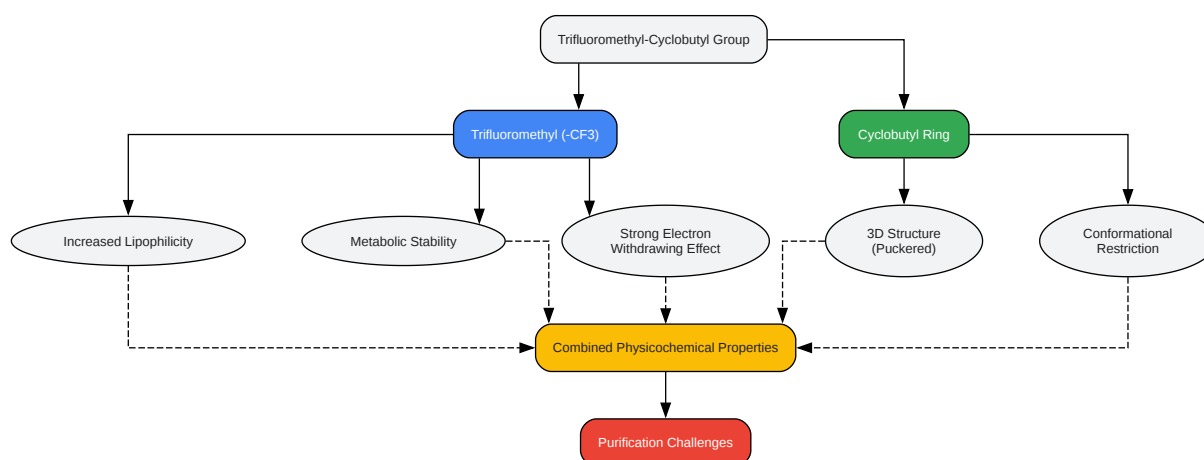 Trifluoromethyl-Cyclobutyl Group
Trifluoromethyl (-CF3)
Cyclobutyl Ring
Increased Lipophilicity
Metabolic Stability
Strong Electron
Withdrawing Effect
3D Structure
(Puckered)
Conformational
Restriction
Combined Physicochemical Properties
Purification Challenges